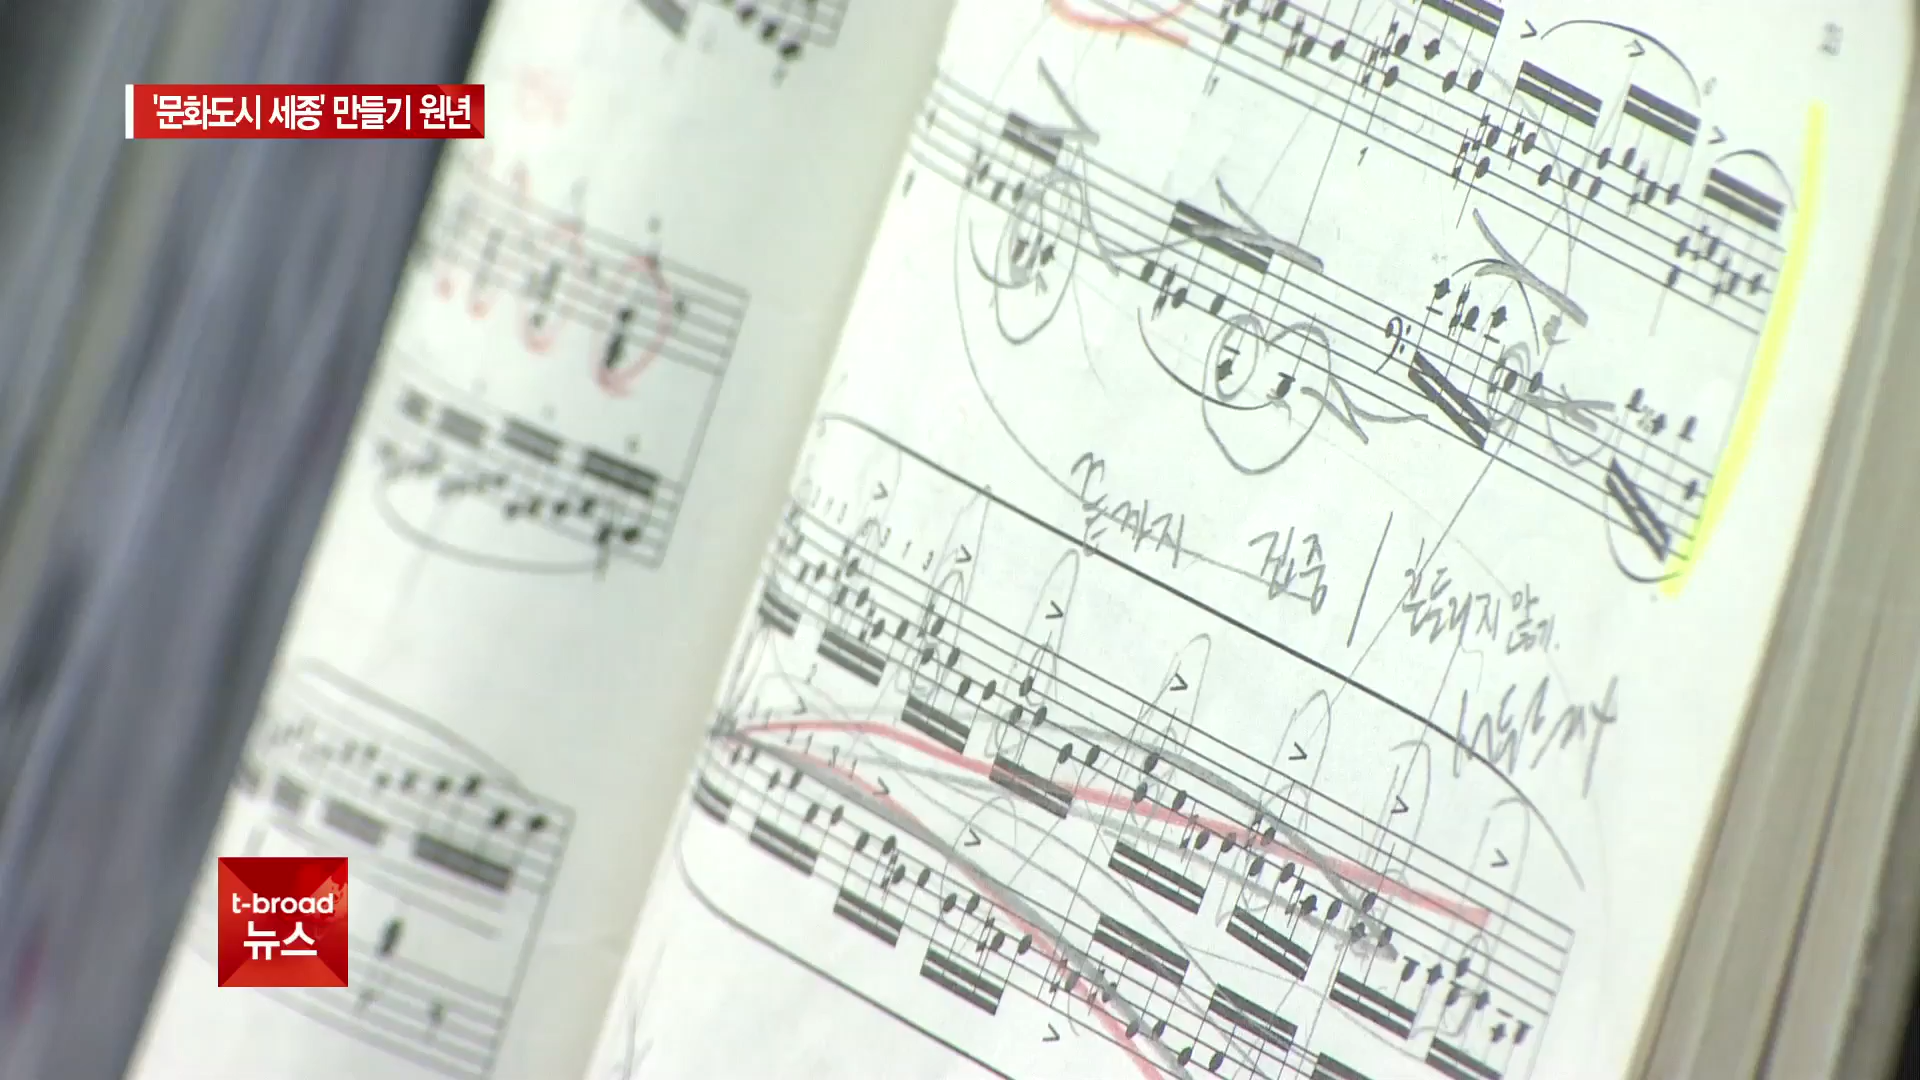 '문화도시 세종' 만들기 원년
끝까지 집중 / 흔들리지 않게.
t-broad
뉴스